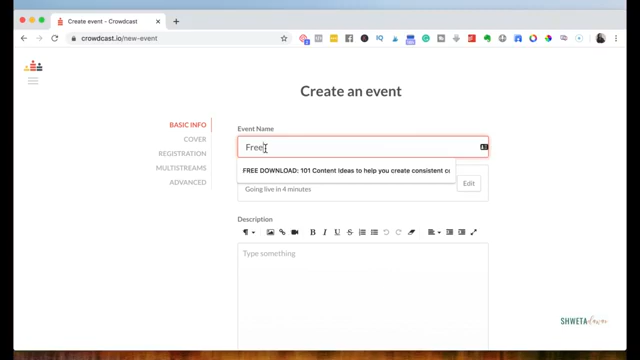 Create event - Crowdcast
crowdcast.io/new-event
Create an event
BASIC INFO
COVER
REGISTRATION
MULTISTREAMS
ADVANCED
Event Name
Free
FREE DOWNLOAD: 101 Content Ideas to help you create consistent c
Going live in 4 minutes
Edit
Description
Type something
SHWETA dawar